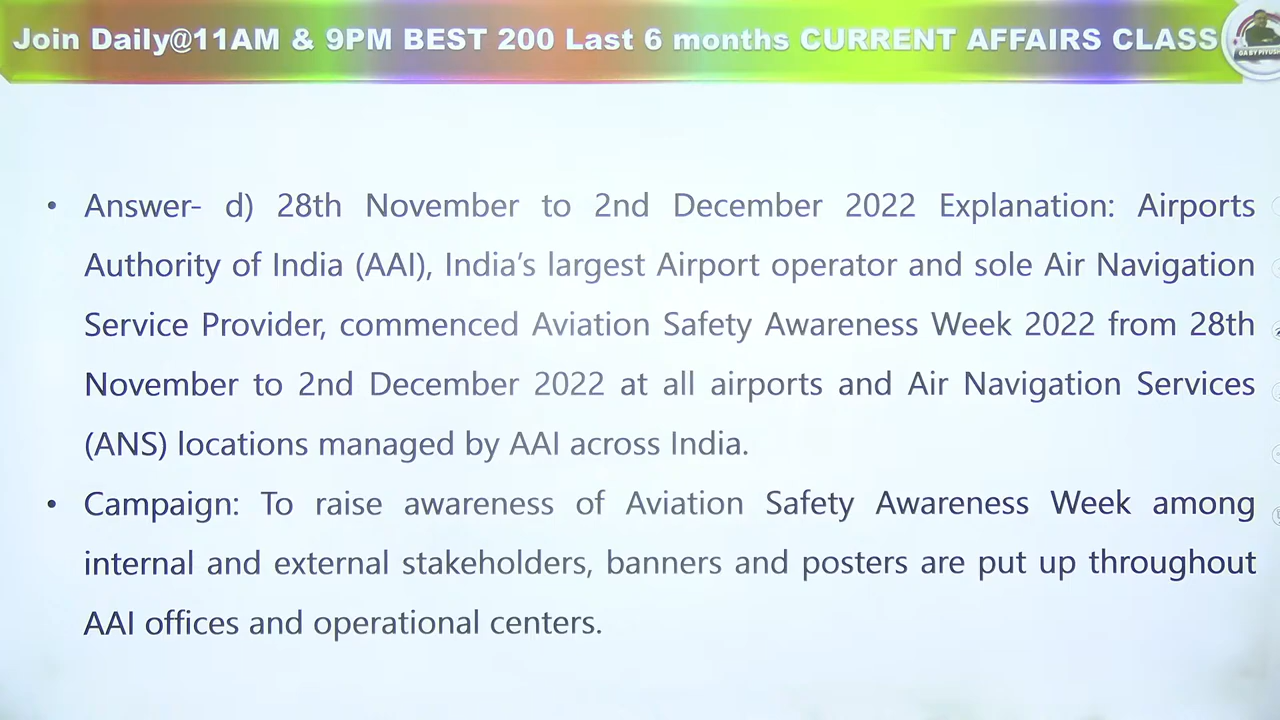 Join Daily@11AM & 9PM BEST 200 Last 6 months CURRENT AFFAIRS CLASS
GA BY PIYUSH
• Answer- d) 28th November to 2nd December 2022 Explanation: Airports
Authority of India (AAI), India’s largest Airport operator and sole Air Navigation
Service Provider, commenced Aviation Safety Awareness Week 2022 from 28th
November to 2nd December 2022 at all airports and Air Navigation Services
(ANS) locations managed by AAI across India.
• Campaign: To raise awareness of Aviation Safety Awareness Week among
internal and external stakeholders, banners and posters are put up throughout
AAI offices and operational centers.